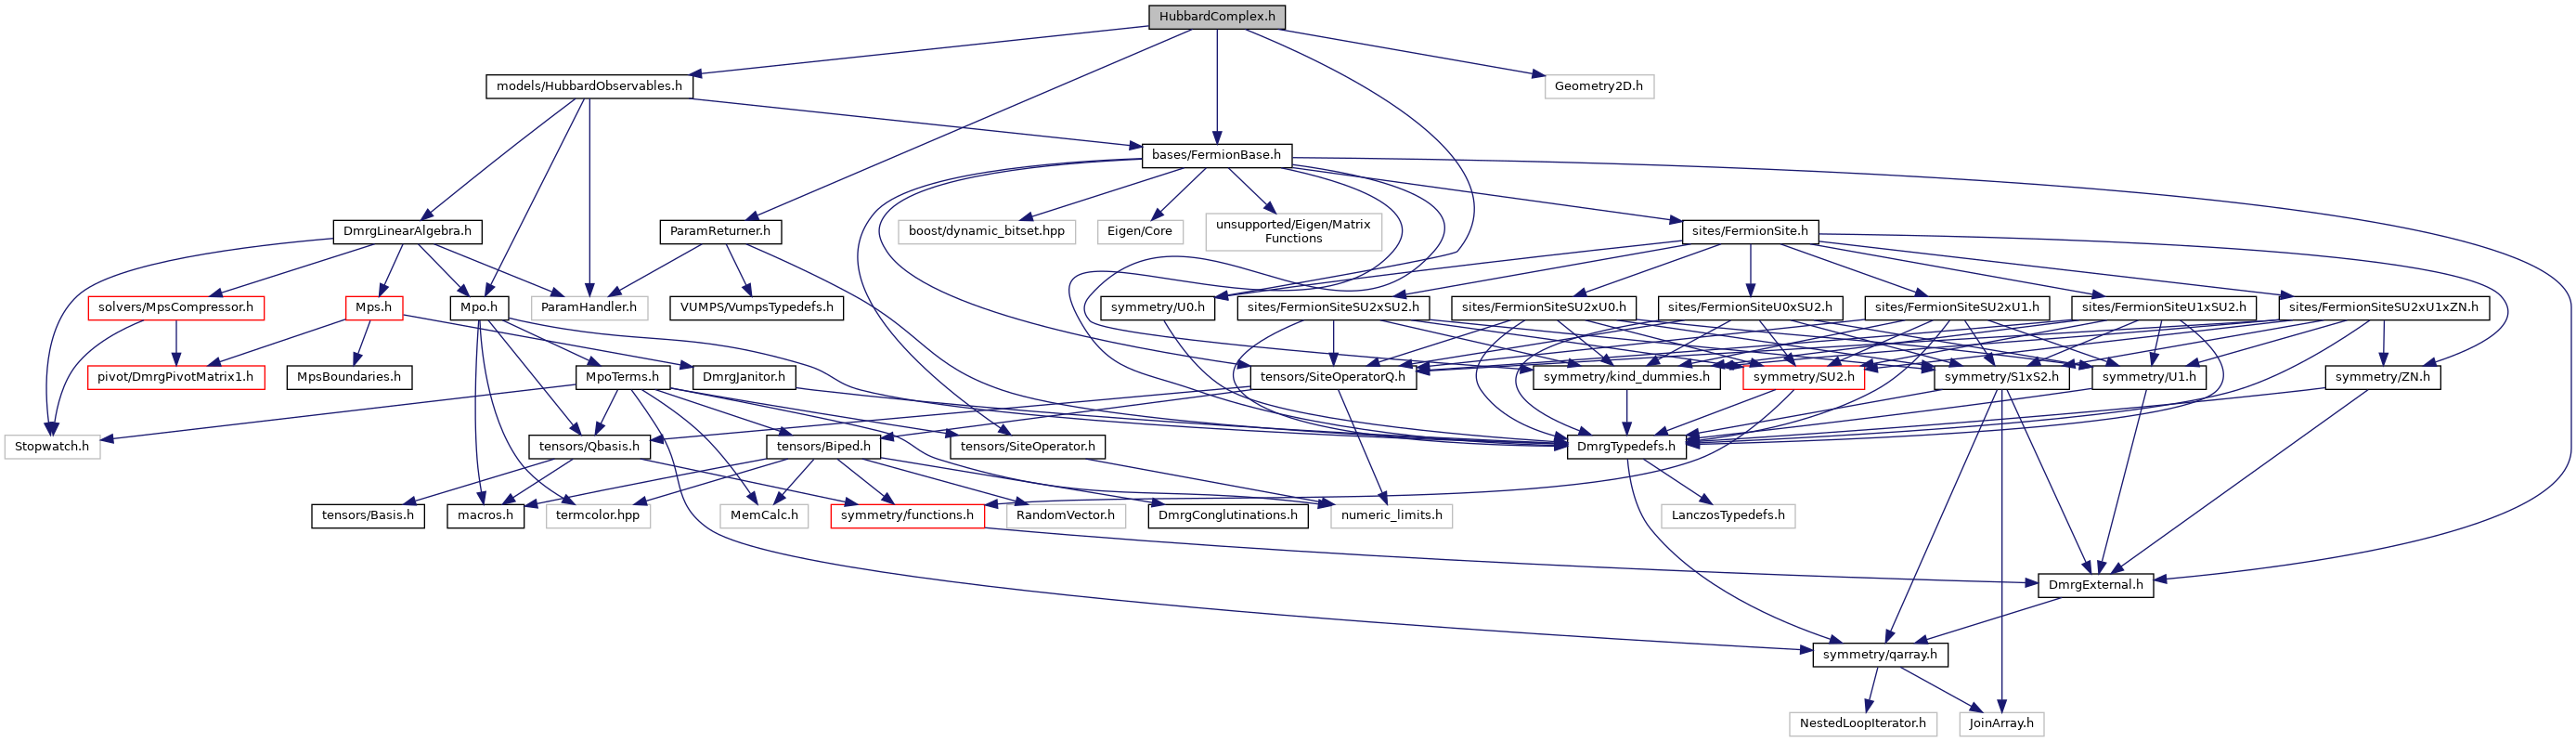 HubbardComplex.h
models/HubbardObservables.h
Geometry2D.h
bases/FermionBase.h
DmrgLinearAlgebra.h
ParamReturner.h
boost/dynamic_bitset.hpp
Eigen/Core
unsupported/Eigen/Matrix
Functions
sites/FermionSite.h
solvers/MpsCompressor.h
Mps.h
Mpo.h
ParamHandler.h
VUMPS/VumpsTypedefs.h
symmetry/U0.h
sites/FermionSiteSU2xSU2.h
sites/FermionSiteSU2xU0.h
sites/FermionSiteU0xSU2.h
sites/FermionSiteSU2xU1.h
sites/FermionSiteU1xSU2.h
sites/FermionSiteSU2xU1xZN.h
pivot/DmrgPivotMatrix1.h
MpsBoundaries.h
MpoTerms.h
DmrgJanitor.h
tensors/SiteOperatorQ.h
symmetry/kind_dummies.h
symmetry/SU2.h
symmetry/S1xS2.h
symmetry/U1.h
symmetry/ZN.h
Stopwatch.h
tensors/Qbasis.h
tensors/Biped.h
tensors/SiteOperator.h
DmrgTypedefs.h
tensors/Basis.h
macros.h
termcolor.hpp
MemCalc.h
symmetry/functions.h
RandomVector.h
DmrgConglutinations.h
numeric_limits.h
LanczosTypedefs.h
DmrgExternal.h
symmetry/qarray.h
NestedLoopIterator.h
JoinArray.h